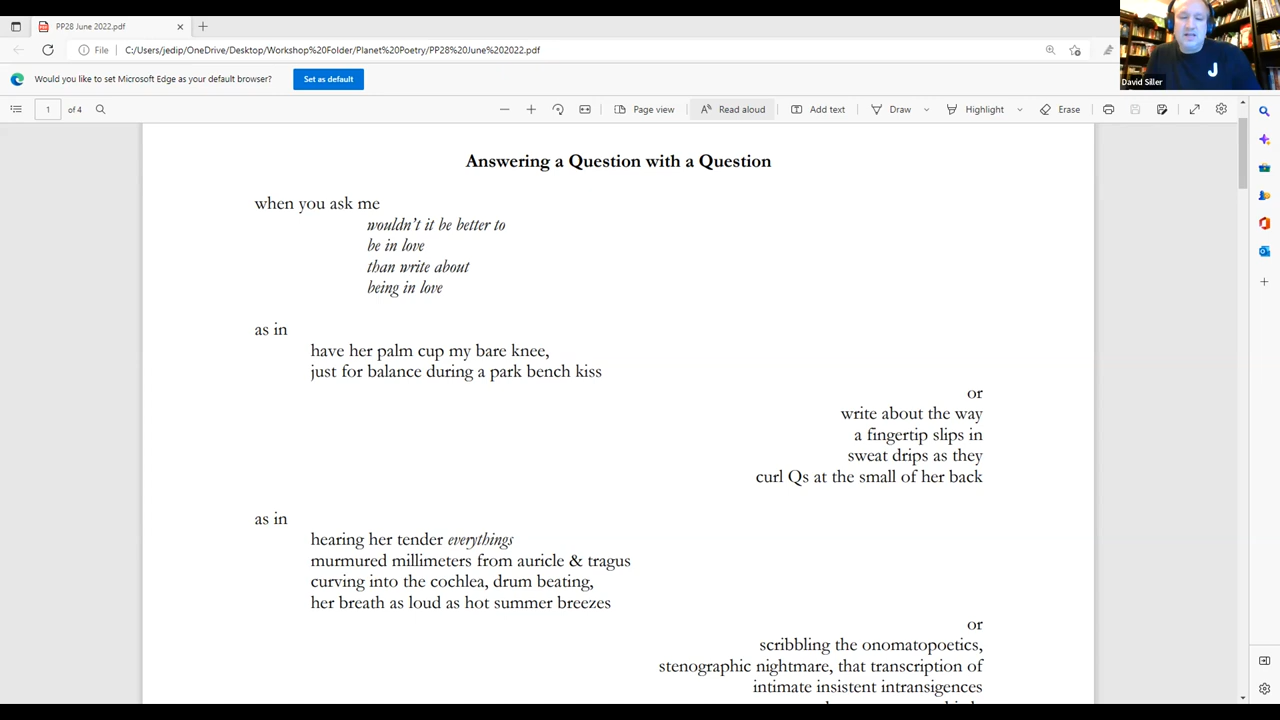 PP28 June 2022.pdf
File
C:/Users/jedip/OneDrive/Desktop/Workshop%20Folder/Planet%20Poetry/PP28%20June%202022.pdf
Would you like to set Microsoft Edge as your default browser?
Set as default
1 of 4
Page view
Read aloud
Add text
Draw
Highlight
Erase
J
David Siller
Answering a Question with a Question
when you ask me
wouldn't it be better to
be in love
than write about
being in love
as in
have her palm cup my bare knee,
just for balance during a park bench kiss
or
write about the way
a fingertip slips in
sweat drips as they
curl Qs at the small of her back
as in
hearing her tender everythings
murmured millimeters from auricle & tragus
curving into the cochlea, drum beating,
her breath as loud as hot summer breezes
or
scribbling the onomatopoetics,
stenographic nightmare, that transcription of
intimate insistent intransigences